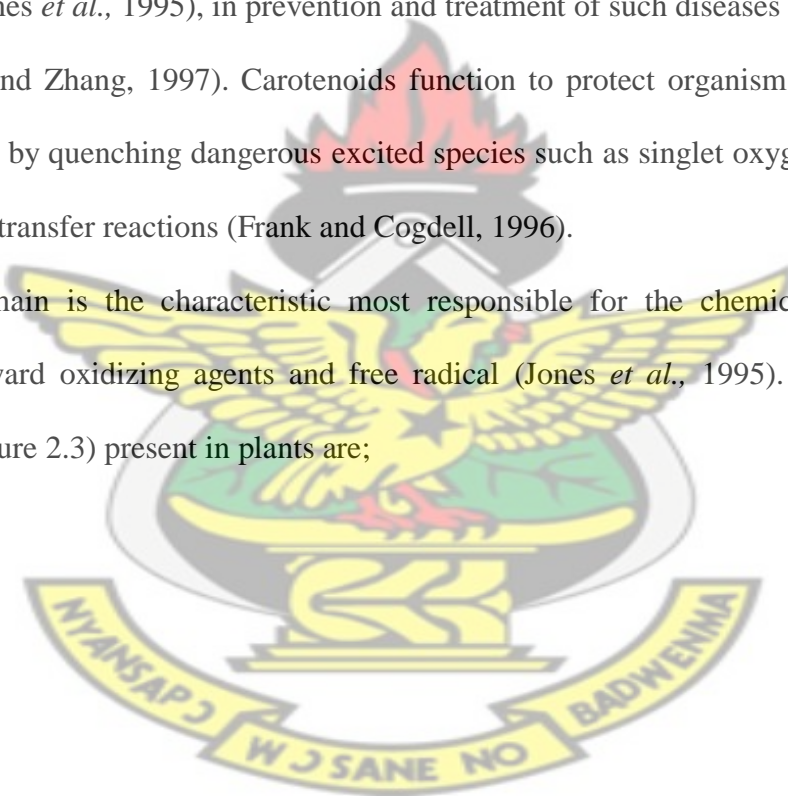 nes et al., 1995), in prevention and treatment of such diseases
nd Zhang, 1997). Carotenoids function to protect organism
by quenching dangerous excited species such as singlet oxyg
transfer reactions (Frank and Cogdell, 1996).
nain is the characteristic most responsible for the chemic
ward oxidizing agents and free radical (Jones et al., 1995).
ure 2.3) present in plants are;
NYANSAPƆ
WƆSANE NO
BADWENMA